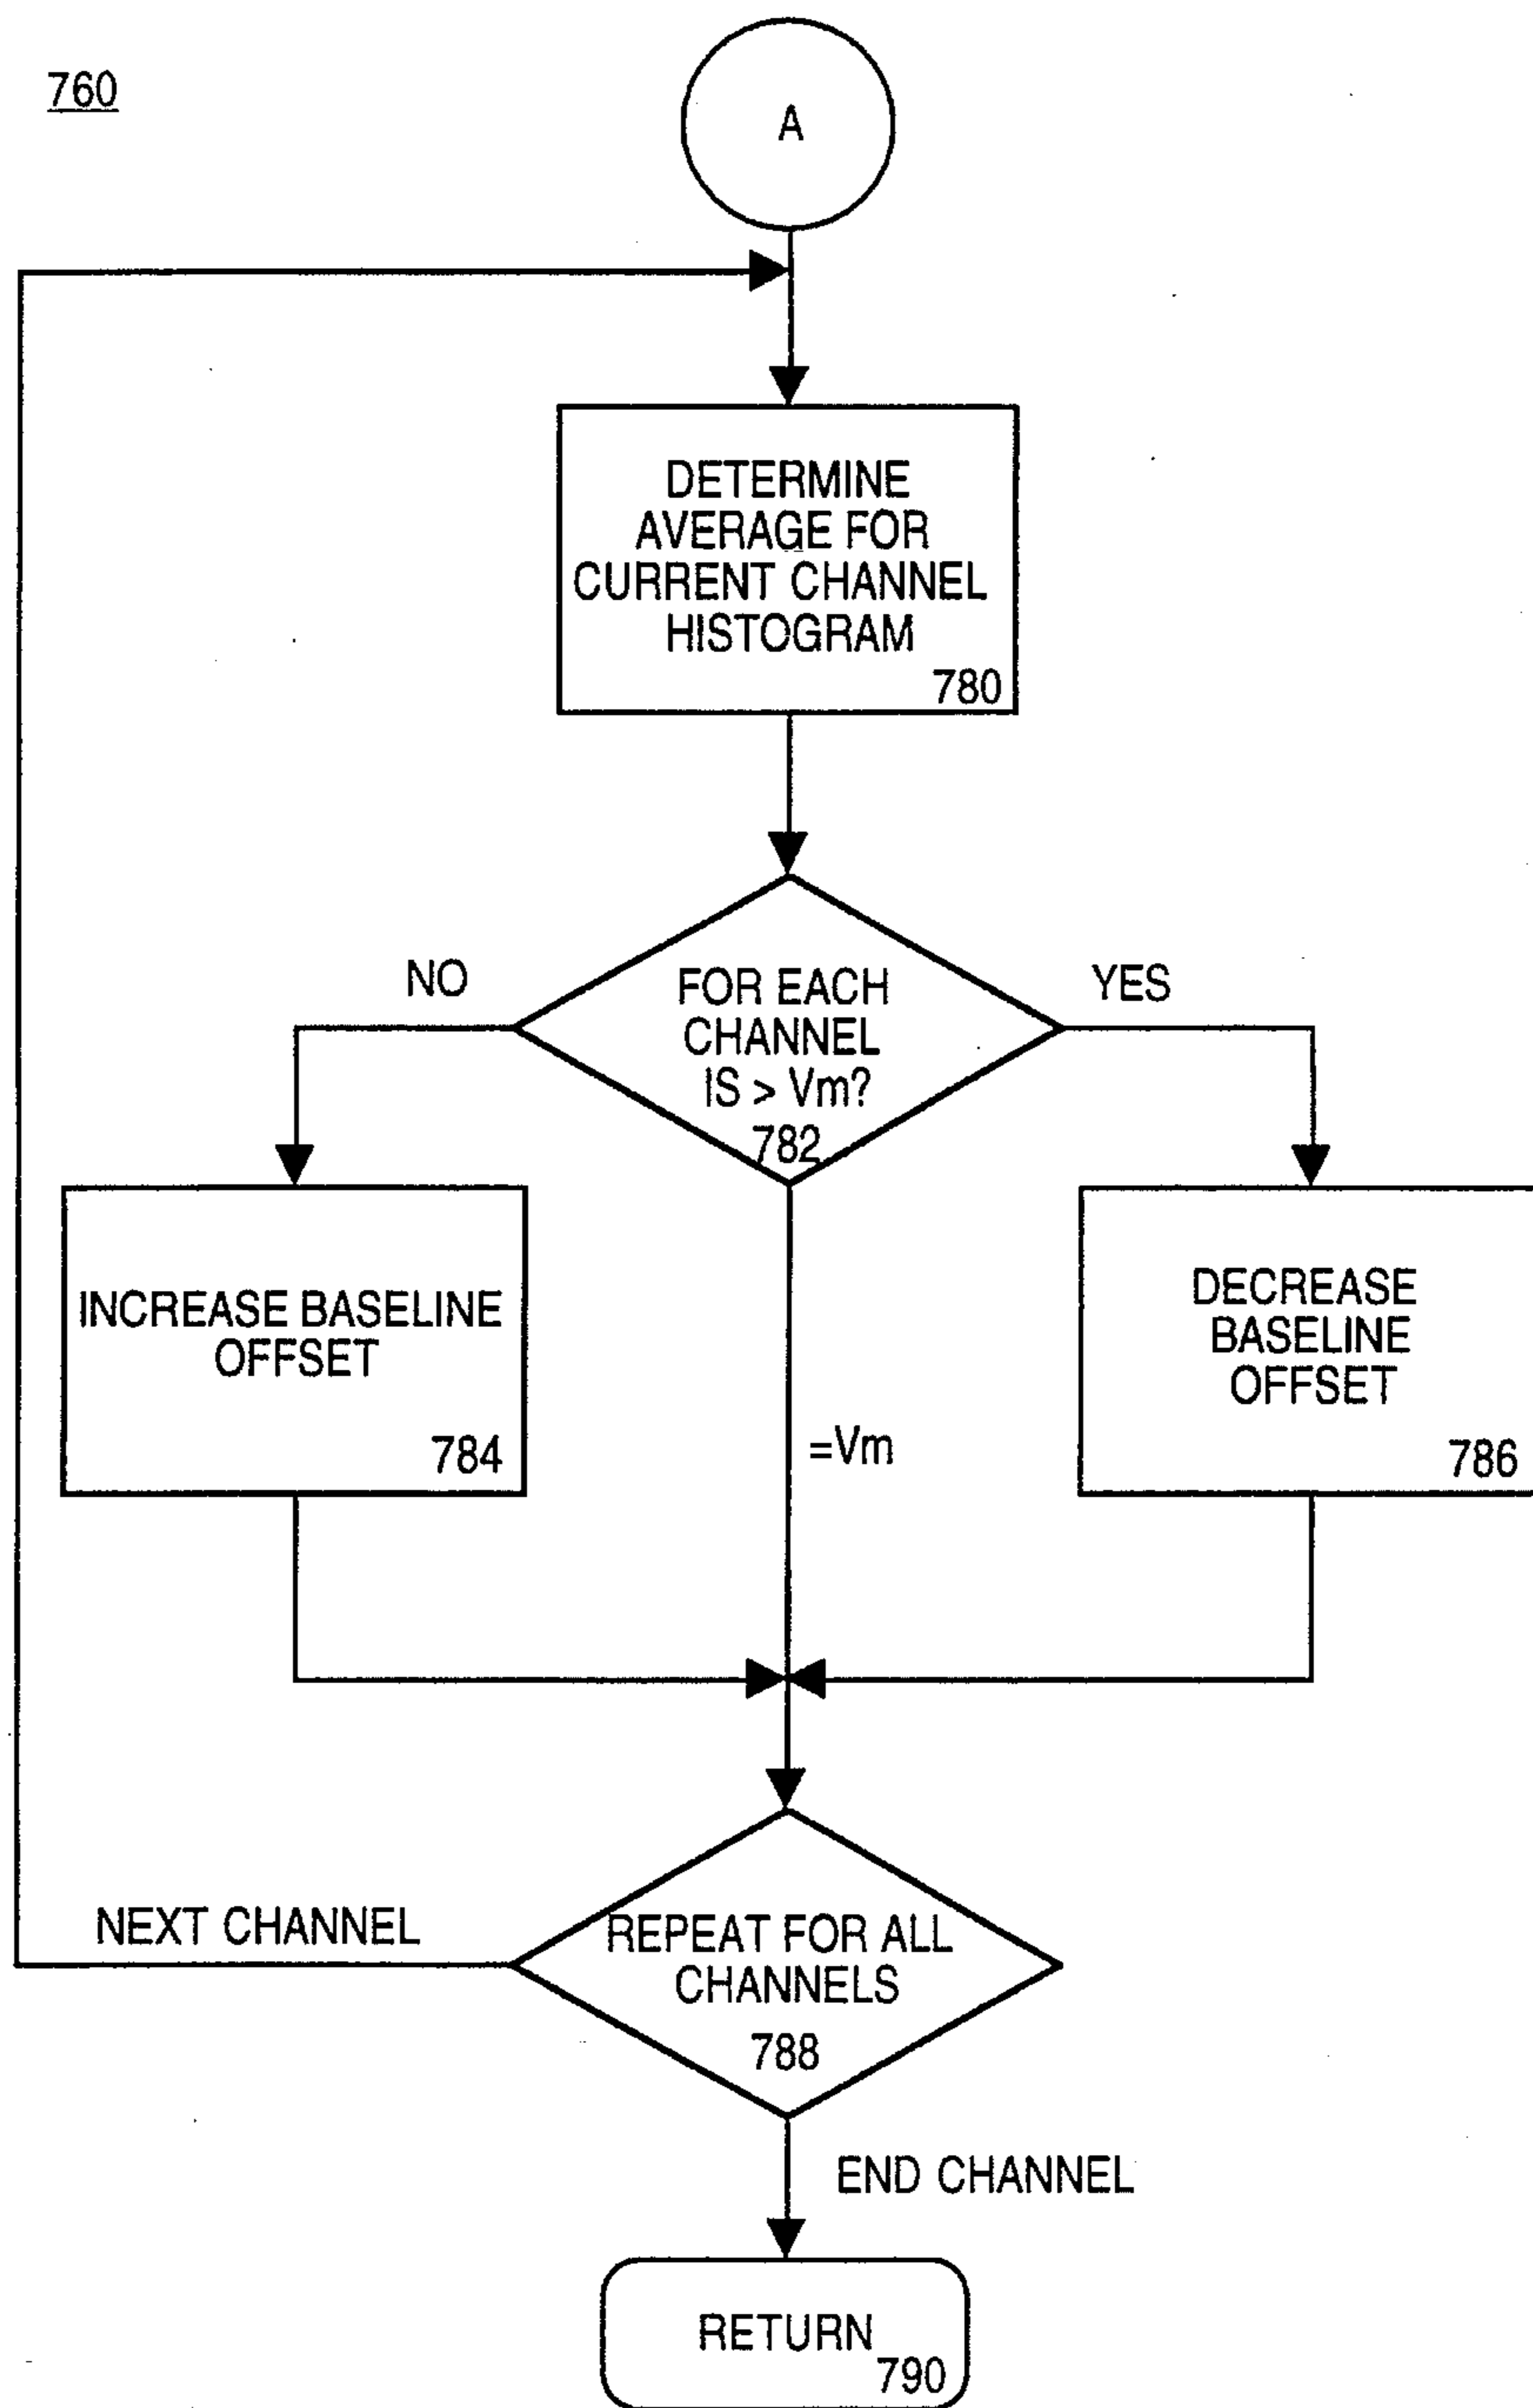 760
A
DETERMINE
AVERAGE FOR
CURRENT CHANNEL
HISTOGRAM
780
NO
FOR EACH
CHANNEL
IS > Vm?
782
YES
INCREASE BASELINE
OFFSET
784
=Vm
DECREASE
BASELINE
OFFSET
786
NEXT CHANNEL
REPEAT FOR ALL
CHANNELS
788
END CHANNEL
RETURN
790